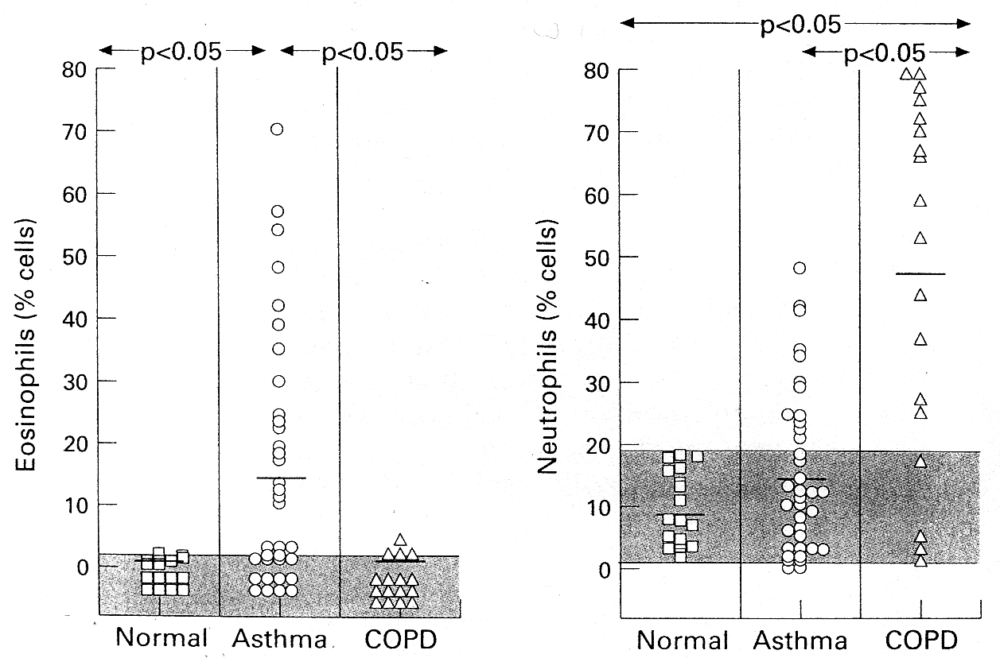 p<0.05 p<0.05
80
70
60
50
40
30
20
10
0
Eosinophils (% cells)
Normal Asthma COPD
p<0.05
p<0.05
80
70
60
50
40
30
20
10
0
Neutrophils (% cells)
Normal Asthma COPD